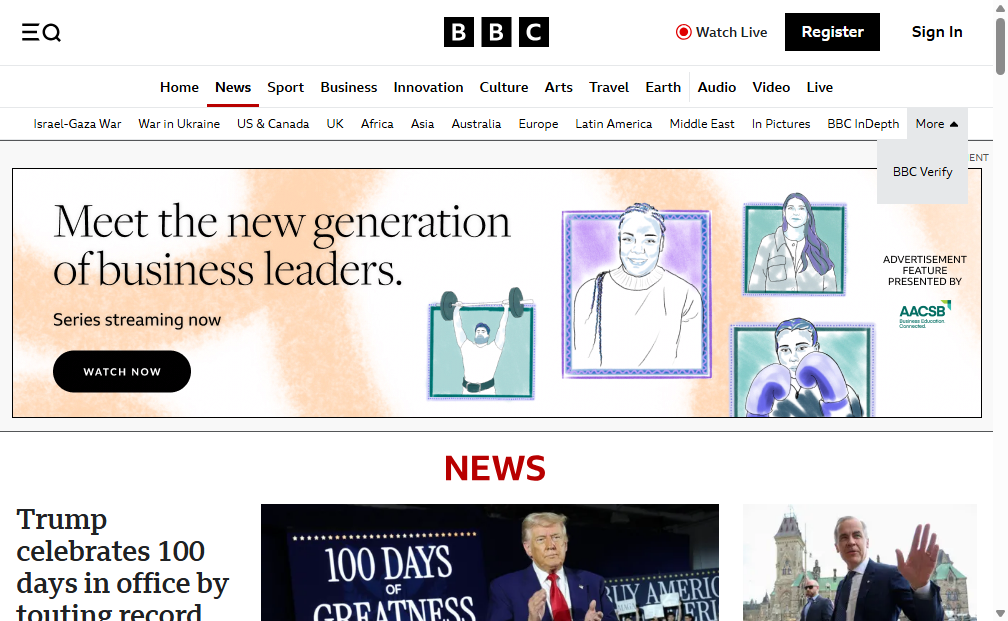 BBC
Watch Live
Register
Sign In
Home News Sport Business Innovation Culture Arts Travel Earth Audio Video Live
Israel-Gaza War War in Ukraine US & Canada UK Africa Asia Australia Europe Latin America Middle East In Pictures BBC InDepth More
ENT
BBC Verify
Meet the new generation
of business leaders.
Series streaming now
WATCH NOW
ADVERTISEMENT
FEATURE
PRESENTED BY
AACSB
Business Education.
Connected.
NEWS
Trump
celebrates 100
days in office by
touting record
100 DAYS
OF
GREATNESS
BUY AMERIC